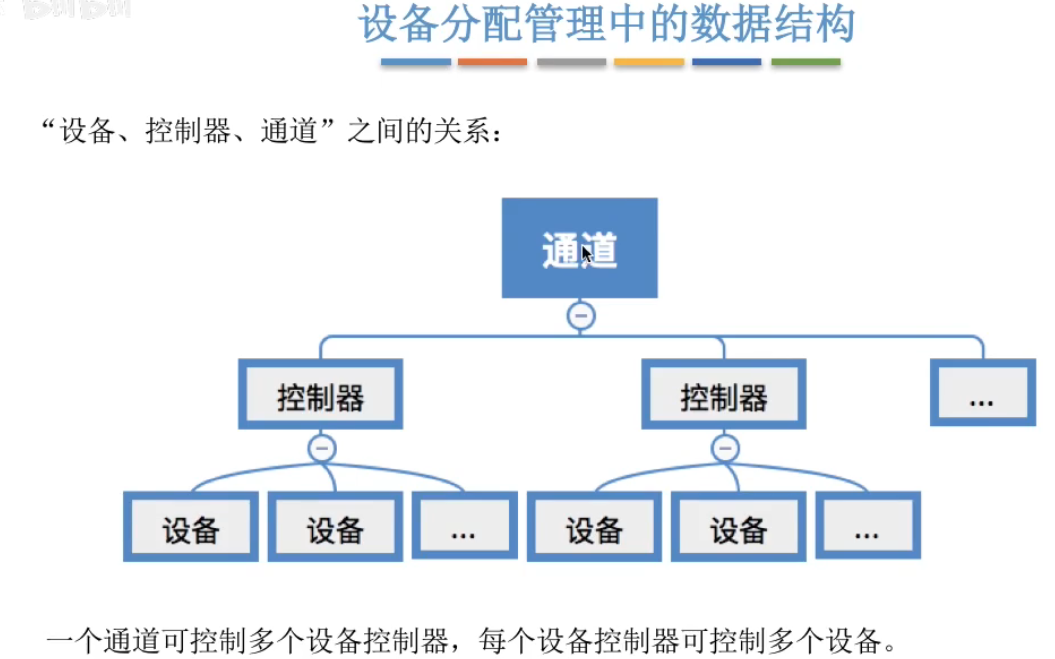 设备分配管理中的数据结构
“设备、控制器、通道”之间的关系：
通道
控制器
控制器
...
设备
设备
...
设备
设备
...
一个通道可控制多个设备控制器，每个设备控制器可控制多个设备。